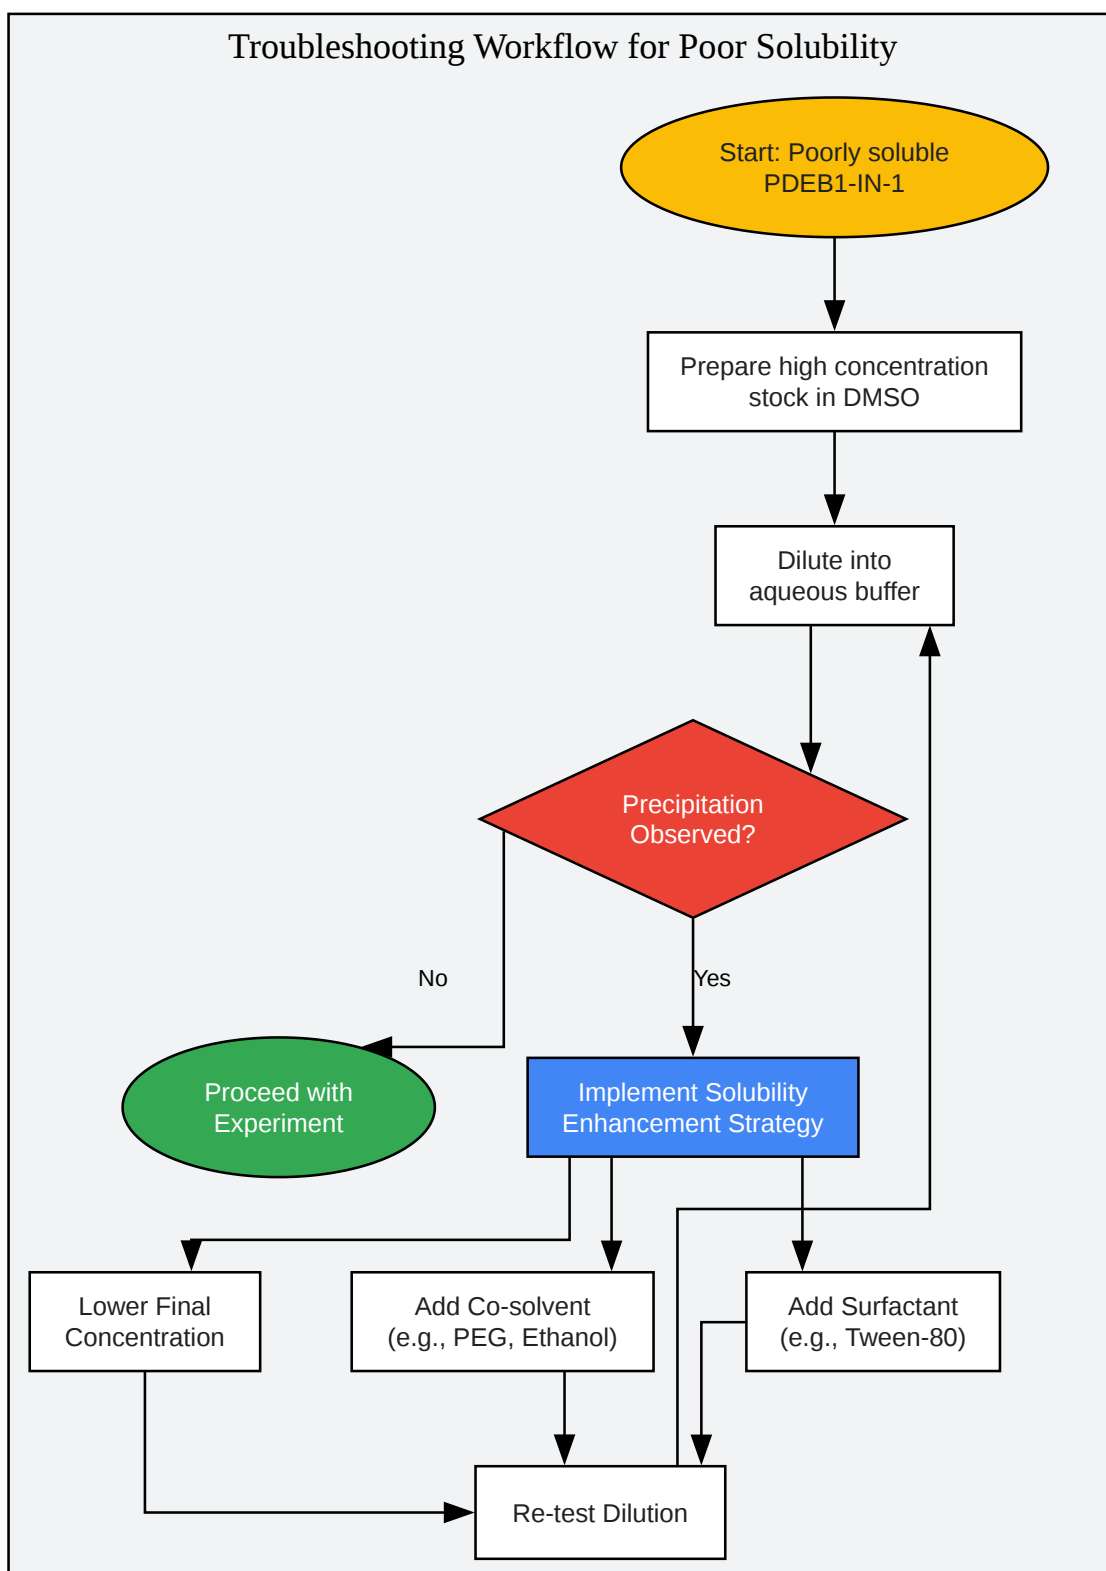 Troubleshooting Workflow for Poor Solubility
Start: Poorly soluble
PDEB1-IN-1
Prepare high concentration
stock in DMSO
Dilute into
aqueous buffer
Precipitation
Observed?
No
Yes
Proceed with
Experiment
Implement Solubility
Enhancement Strategy
Lower Final
Concentration
Add Co-solvent
(e.g., PEG, Ethanol)
Add Surfactant
(e.g., Tween-80)
Re-test Dilution